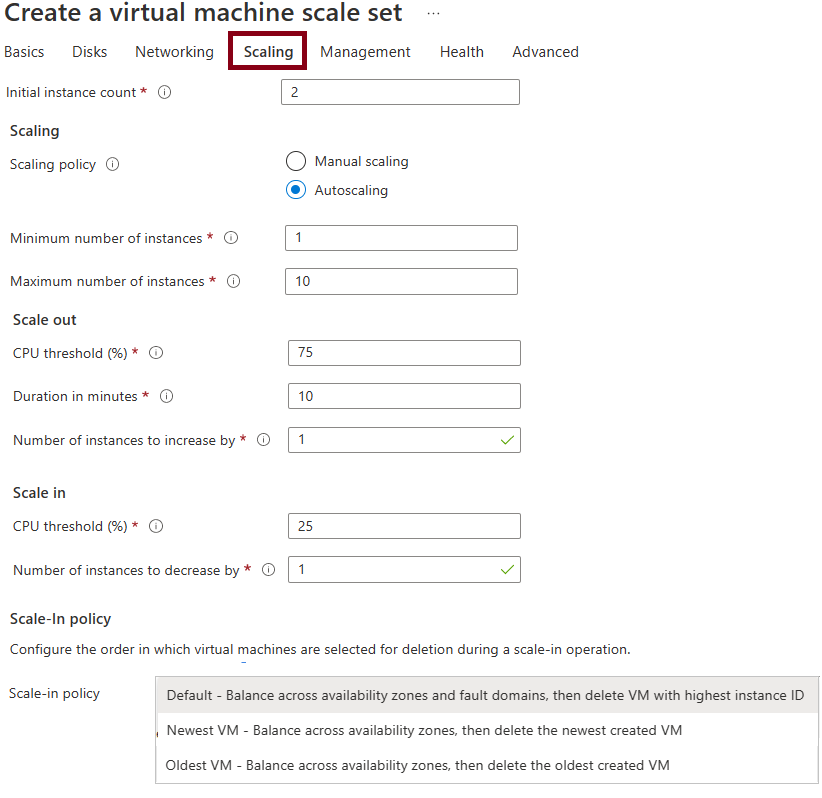 Create a virtual machine scale set ...
Basics Disks Networking Scaling Management Health Advanced
Initial instance count * 2
Scaling
Scaling policy Manual scaling
Autoscaling
Minimum number of instances * 1
Maximum number of instances * 10
Scale out
CPU threshold (%) * 75
Duration in minutes * 10
Number of instances to increase by * 1
Scale in
CPU threshold (%) * 25
Number of instances to decrease by * 1
Scale-In policy
Configure the order in which virtual machines are selected for deletion during a scale-in operation.
Scale-in policy Default - Balance across availability zones and fault domains, then delete VM with highest instance ID
Newest VM - Balance across availability zones, then delete the newest created VM
Oldest VM - Balance across availability zones, then delete the oldest created VM